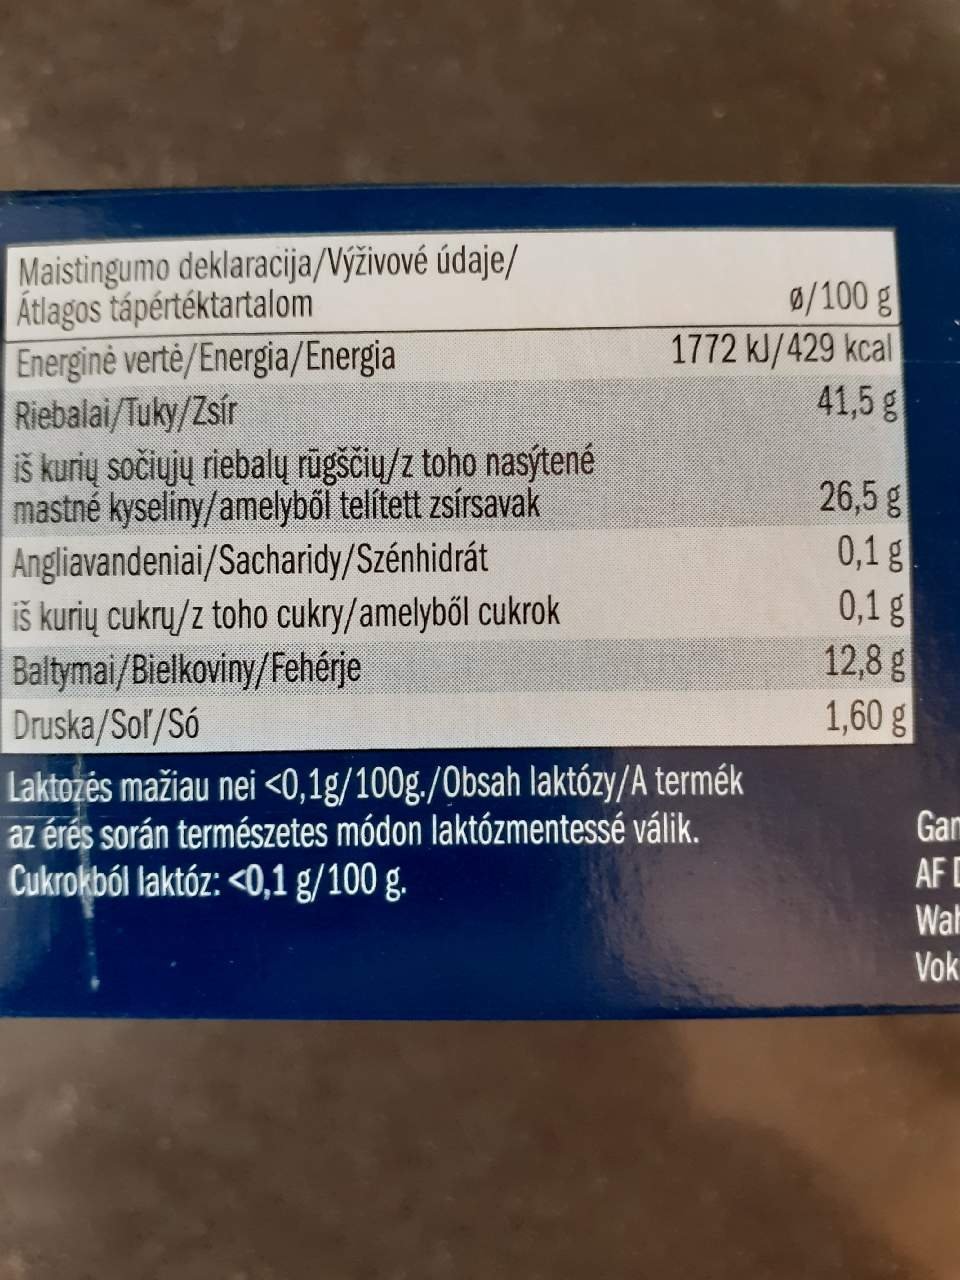 Maistingumo deklaracija/Výživové údaje/
Átlagos tápértéktartalom ø/100 g
Energinė vertė/Energia/Energia 1772 kJ/429 kcal
Riebalai/Tuky/Zsír 41,5 g
iš kurių sočiųjų riebalų rūgščių/z toho nasýtené
mastné kyseliny/amelyből telített zsírsavak 26,5 g
Angliavandeniai/Sacharidy/Szénhidrát 0,1 g
iš kurių cukrų/z toho cukry/amelyből cukrok 0,1 g
Baltymai/Bielkoviny/Fehérje 12,8 g
Druska/Soľ/Só 1,60 g
Laktozės mažiau nei <0,1g/100g./Obsah laktózy/A termék
az érés során természetes módon laktózmentessé válik.
Cukrokból laktóz: <0,1 g/100 g.
Gam
AF
Wah
Vok